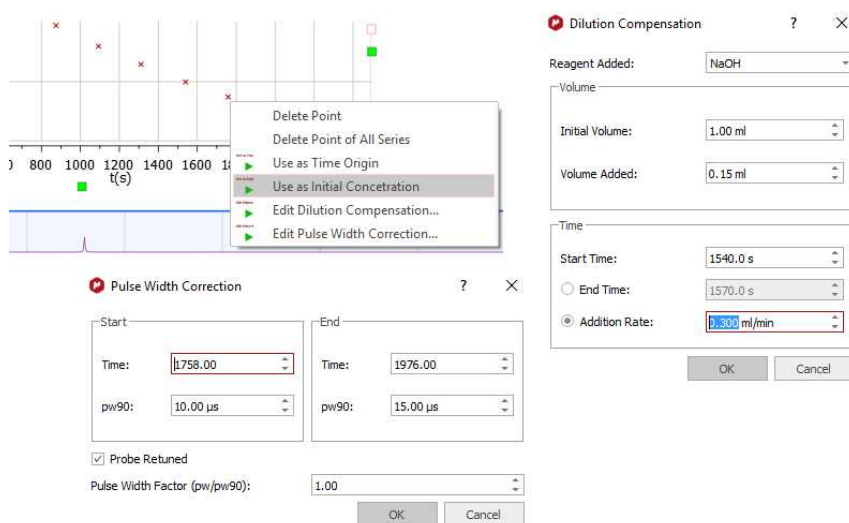 Dilution Compensation ? X
Reagent Added: NaOH
Volume
Initial Volume: 1.00 ml
Volume Added: 0.15 ml
Time
Start Time: 1540.0 s
End Time: 1570.0 s
Addition Rate: 0.300 ml/min
OK Cancel
Delete Point
Delete Point of All Series
Use as Time Origin
Use as Initial Concetration
Edit Dilution Compensation...
Edit Pulse Width Correction...
800 1000 1200 1400 1600
t(s)
Pulse Width Correction ? X
Start End
Time: 1758.00 Time: 1976.00
pw90: 10.00 µs pw90: 15.00 µs
Probe Retuned
Pulse Width Factor (pw/pw90): 1.00
OK Cancel